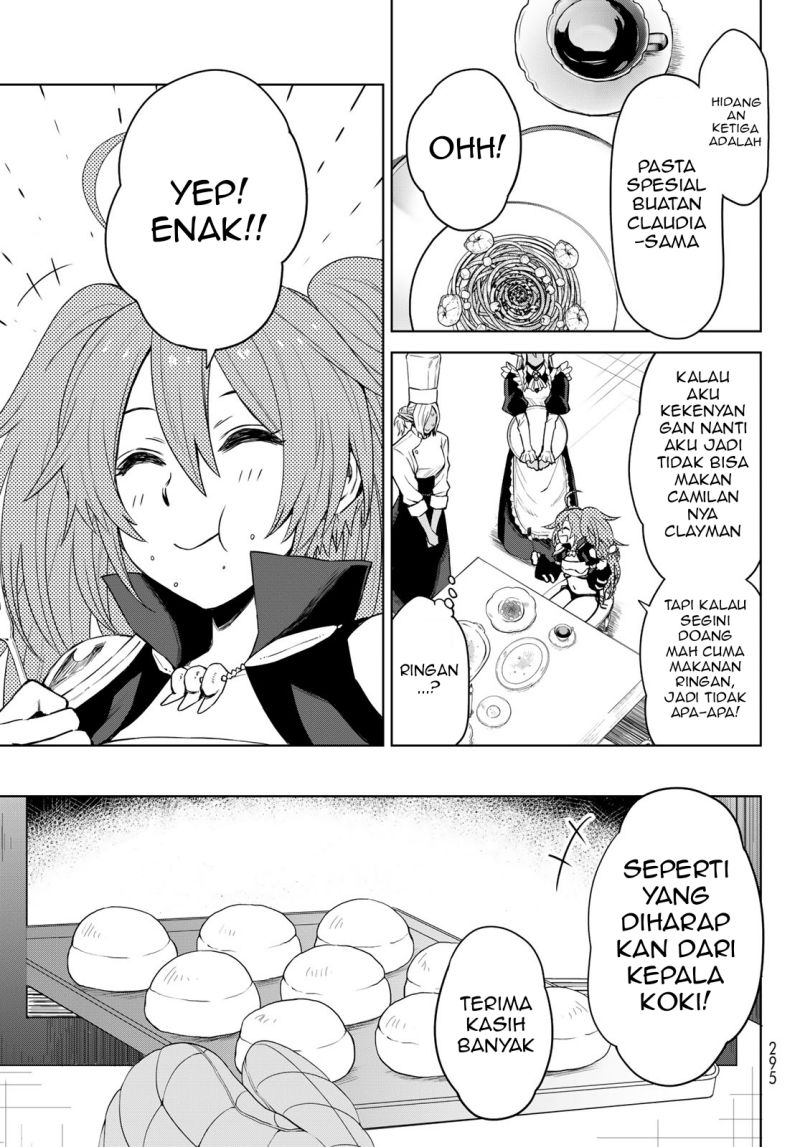 HIDANG
AN
KETIGA
ADALAH
PASTA
SPESIAL
BUATAN
CLAUDIA
-SAMA
OHH!
YEP!
ENAK!!
KALAU
AKU
KEKENYAN
GAN NANTI
AKU JADI
TIDAK BISA
MAKAN
CAMILAN
NYA
CLAYMAN
TAPI KALAU
SEGINI
DOANG
MAH CUMA
MAKANAN
RINGAN,
JADI TIDAK
APA-APA!
RINGAN
....?
SEPERTI
YANG
DIHARAP
KAN DARI
KEPALA
KOKI!
TERIMA
KASIH
BANYAK
295